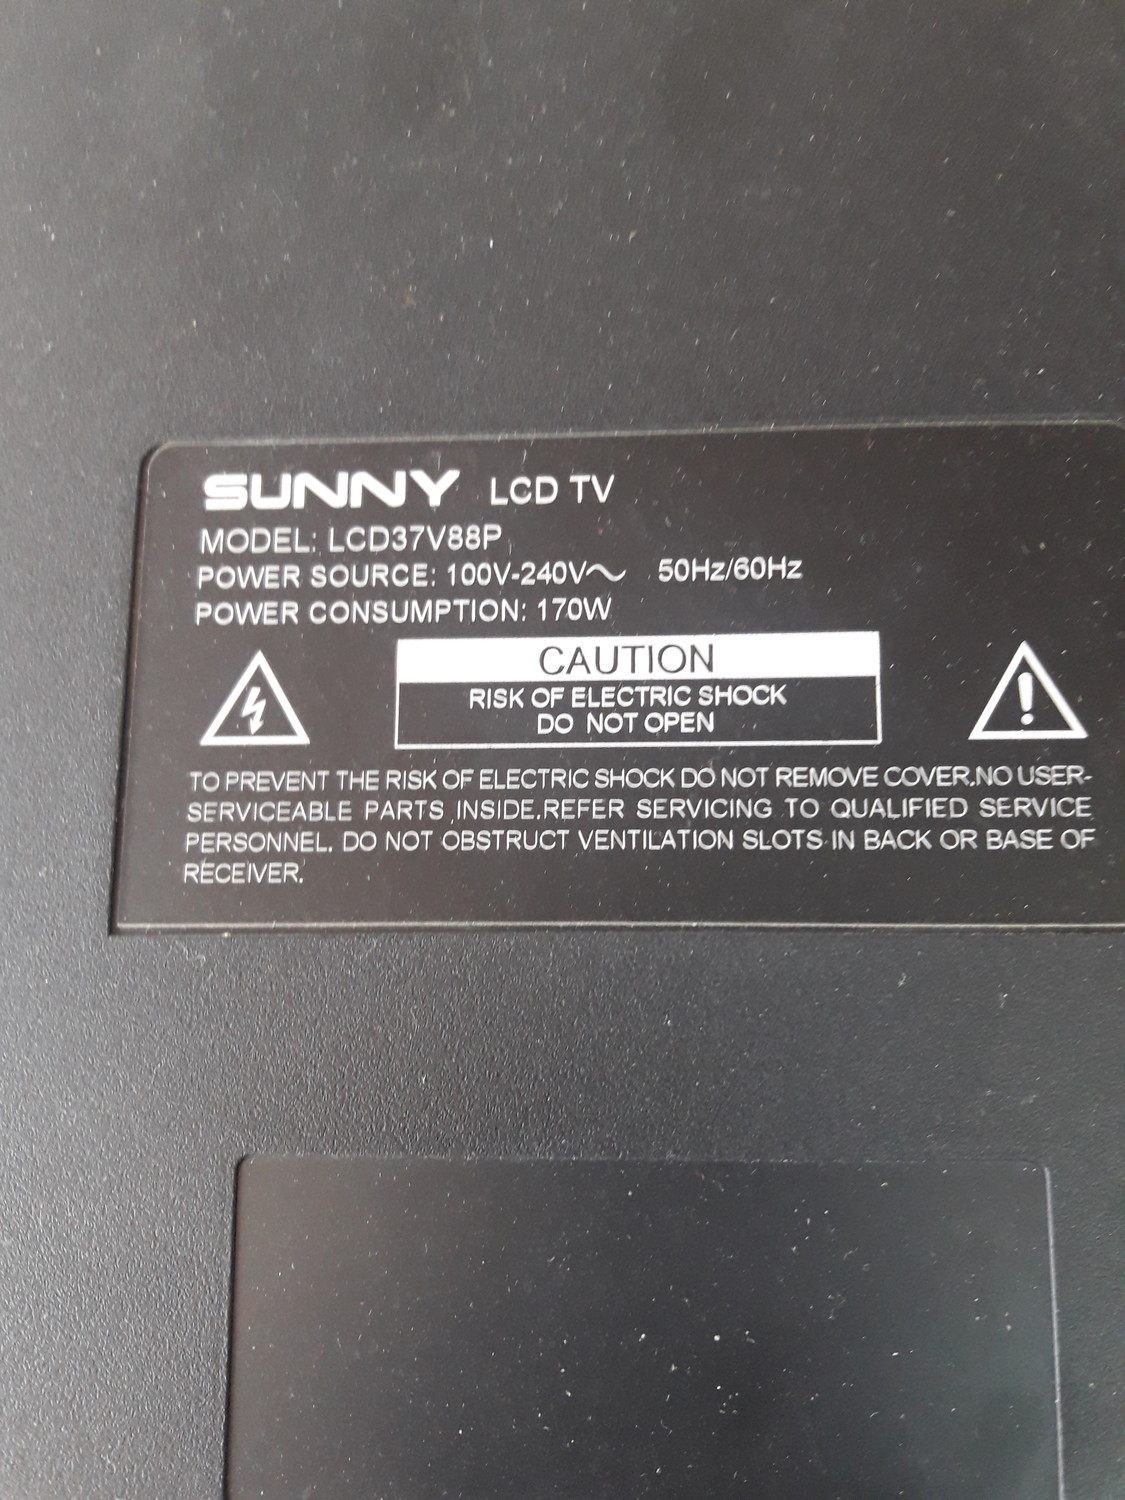 SUNNY LCD TV
MODEL: LCD37V88P
POWER SOURCE: 100V-240V~ 50Hz/60Hz
POWER CONSUMPTION: 170W
CAUTION
RISK OF ELECTRIC SHOCK
DO NOT OPEN
TO PREVENT THE RISK OF ELECTRIC SHOCK DO NOT REMOVE COVER.NO USER-
SERVICEABLE PARTS ,INSIDE.REFER SERVICING TO QUALIFIED SERVICE
PERSONNEL. DO NOT OBSTRUCT VENTILATION SLOTS IN BACK OR BASE OF
RECEIVER.